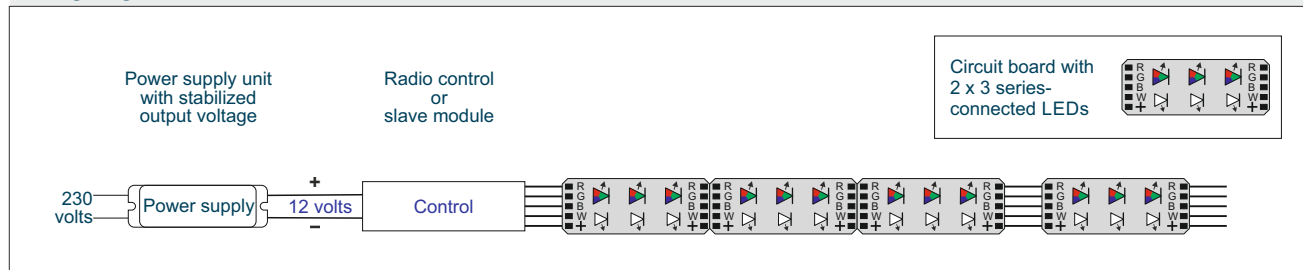 Power supply unit
with stabilized
output voltage
Radio control
or
slave module
Circuit board with
2 x 3 series-
connected LEDs
R
G
B
W
+
R
G
B
W
+
230
volts
Power supply
+
12 volts
–
Control
R
G
B
W
+
R
G
B
W
+
R
G
B
W
+
R
G
B
W
+
R
G
B
W
+
R
G
B
W
+
R
G
B
W
+
R
G
B
W
+